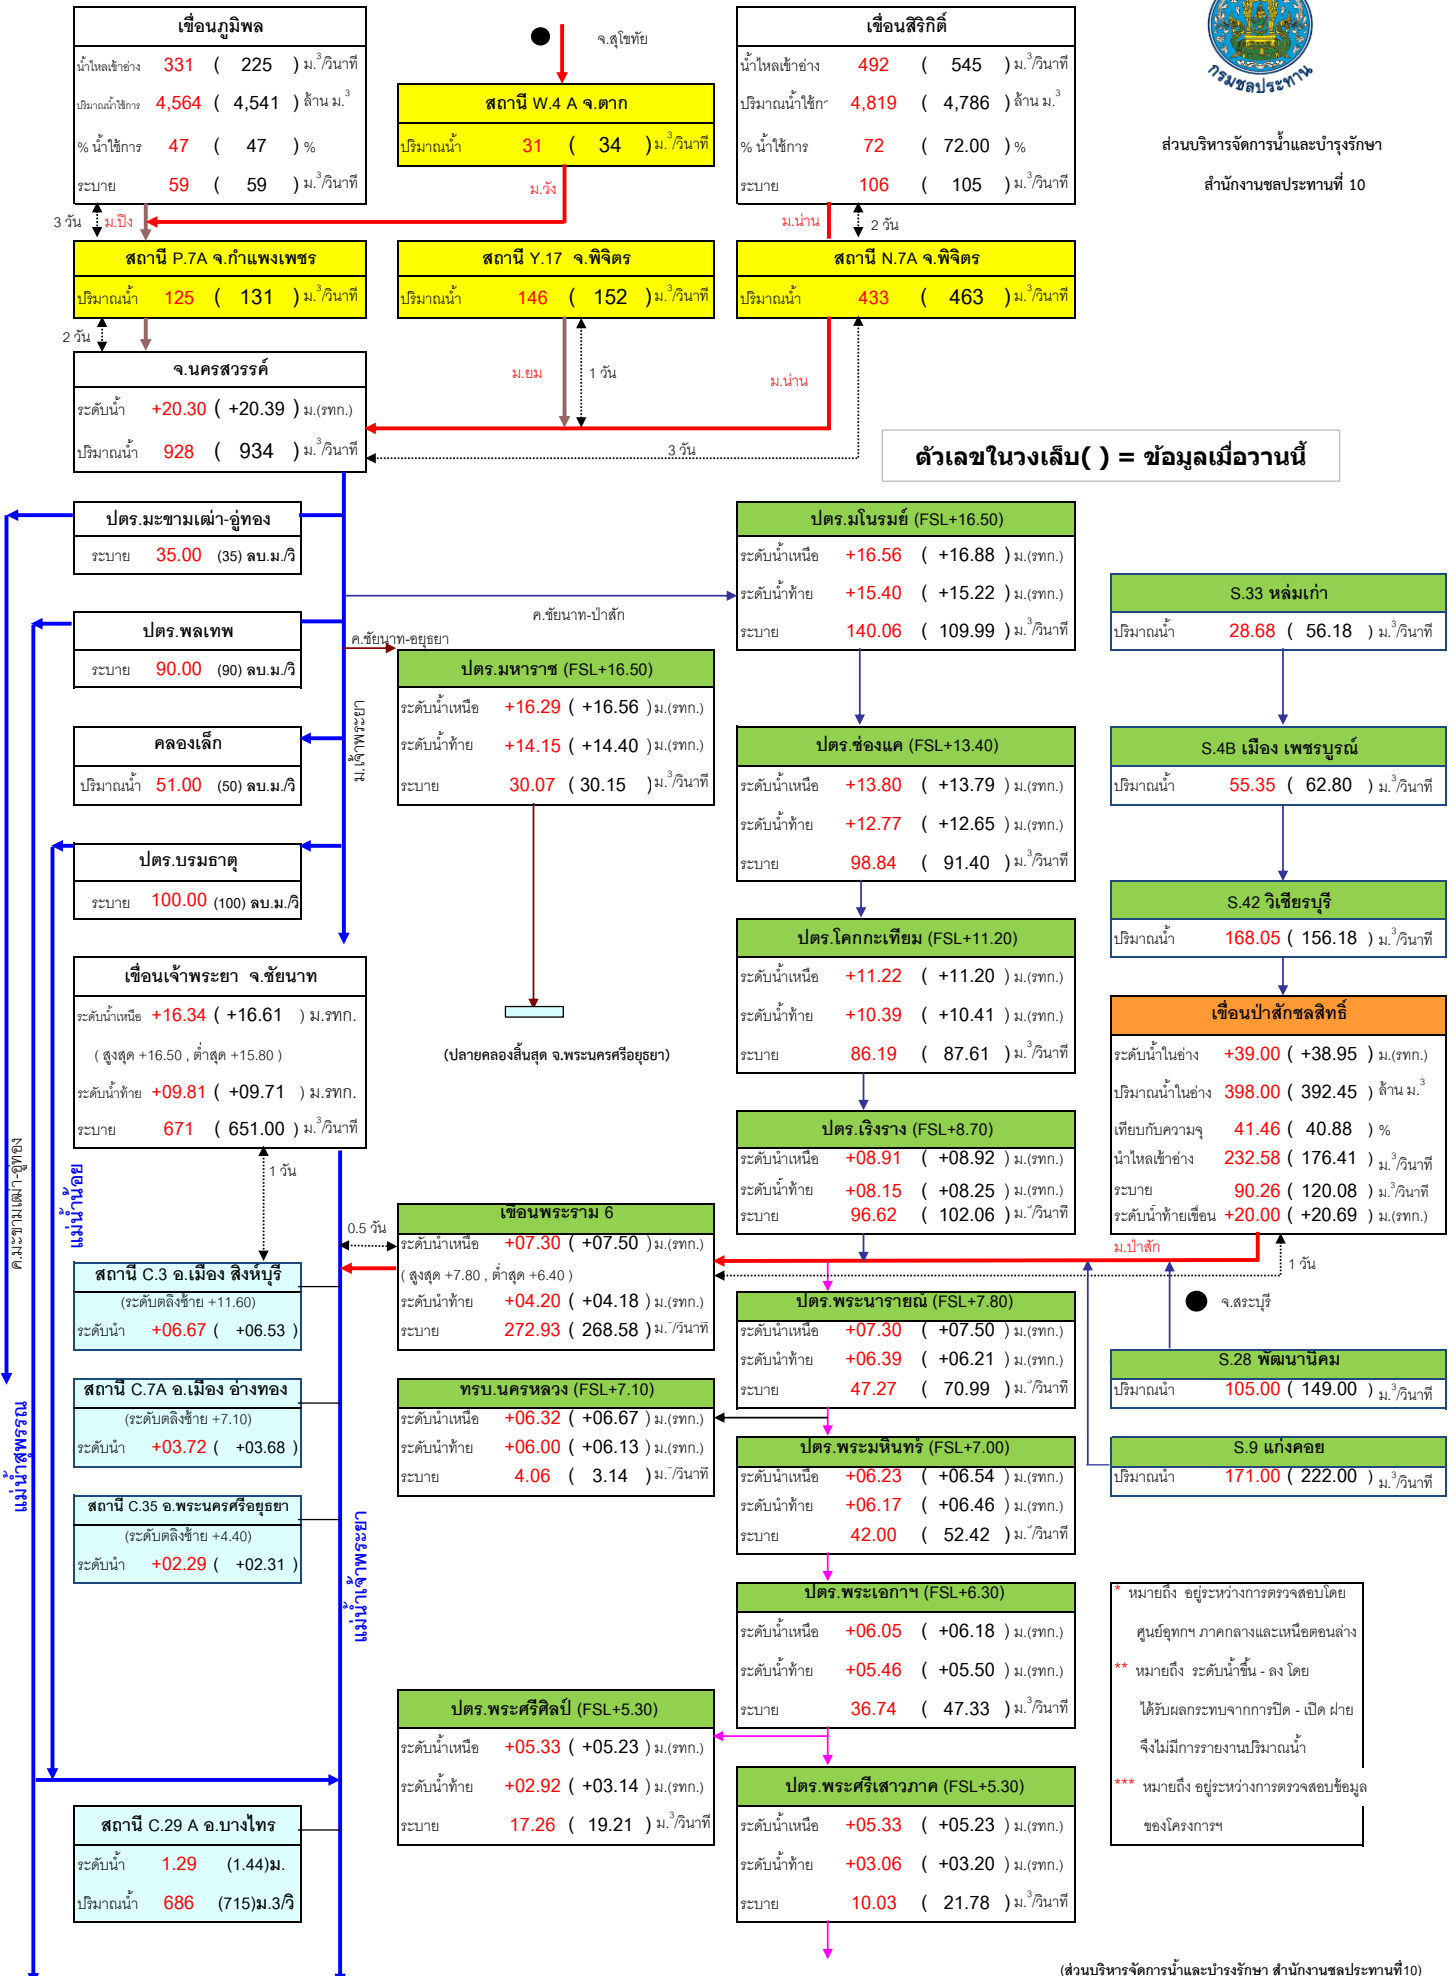 เขื่อนภูมิพล
น้ำไหลเข้าอ่าง 331 ( 225 ) ม.³/วินาที
ปริมาณน้ำใช้การ 4,564 ( 4,541 ) ล้าน ม.³
% น้ำใช้การ 47 ( 47 ) %
ระบาย 59 ( 59 ) ม.³/วินาที
จ.สุโขทัย
สถานี W.4 A จ.ตาก
ปริมาณน้ำ 31 ( 34 ) ม.³/วินาที
เขื่อนสิริกิติ์
น้ำไหลเข้าอ่าง 492 ( 545 ) ม.³/วินาที
ปริมาณน้ำใช้กา 4,819 ( 4,786 ) ล้าน ม.³
% น้ำใช้การ 72 ( 72.00 ) %
ระบาย 106 ( 105 ) ม.³/วินาที
กรมชลประทาน
ส่วนบริหารจัดการน้ำและบำรุงรักษา
สำนักงานชลประทานที่ 10
3 วัน ม.ปิง
ม.วัง
ม.น่าน 2 วัน
สถานี P.7A จ.กำแพงเพชร
ปริมาณน้ำ 125 ( 131 ) ม.³/วินาที
สถานี Y.17 จ.พิจิตร
ปริมาณน้ำ 146 ( 152 ) ม.³/วินาที
สถานี N.7A จ.พิจิตร
ปริมาณน้ำ 433 ( 463 ) ม.³/วินาที
2 วัน
ม.ยม 1 วัน
ม.น่าน
จ.นครสวรรค์
ระดับน้ำ +20.30 ( +20.39 ) ม.(รทก.)
ปริมาณน้ำ 928 ( 934 ) ม.³/วินาที
3 วัน
ตัวเลขในวงเล็บ( ) = ข้อมูลเมื่อวานนี้
ปตร.มะขามเฒ่า-อู่ทอง
ระบาย 35.00 (35) ลบ.ม./วิ
ปตร.พลเทพ
ระบาย 90.00 (90) ลบ.ม./วิ
คลองเล็ก
ปริมาณน้ำ 51.00 (50) ลบ.ม./วิ
ปตร.บรมธาตุ
ระบาย 100.00 (100) ลบ.ม./วิ
ค.ชัยนาท-ป่าสัก
ค.ชัยนาท-อยุธยา
ม.เจ้าพระยา
ปตร.มหาราช (FSL+16.50)
ระดับน้ำเหนือ +16.29 ( +16.56 ) ม.(รทก.)
ระดับน้ำท้าย +14.15 ( +14.40 ) ม.(รทก.)
ระบาย 30.07 ( 30.15 ) ม.³/วินาที
(ปลายคลองสิ้นสุด จ.พระนครศรีอยุธยา)
ปตร.มโนรมย์ (FSL+16.50)
ระดับน้ำเหนือ +16.56 ( +16.88 ) ม.(รทก.)
ระดับน้ำท้าย +15.40 ( +15.22 ) ม.(รทก.)
ระบาย 140.06 ( 109.99 ) ม.³/วินาที
ปตร.ช่องแค (FSL+13.40)
ระดับน้ำเหนือ +13.80 ( +13.79 ) ม.(รทก.)
ระดับน้ำท้าย +12.77 ( +12.65 ) ม.(รทก.)
ระบาย 98.84 ( 91.40 ) ม.³/วินาที
ปตร.โคกกะเทียม (FSL+11.20)
ระดับน้ำเหนือ +11.22 ( +11.20 ) ม.(รทก.)
ระดับน้ำท้าย +10.39 ( +10.41 ) ม.(รทก.)
ระบาย 86.19 ( 87.61 ) ม.³/วินาที
ปตร.เริงราง (FSL+8.70)
ระดับน้ำเหนือ +08.91 ( +08.92 ) ม.(รทก.)
ระดับน้ำท้าย +08.15 ( +08.25 ) ม.(รทก.)
ระบาย 96.62 ( 102.06 ) ม.³/วินาที
S.33 หล่มเก่า
ปริมาณน้ำ 28.68 ( 56.18 ) ม.³/วินาที
S.4B เมือง เพชรบูรณ์
ปริมาณน้ำ 55.35 ( 62.80 ) ม.³/วินาที
S.42 วิเชียรบุรี
ปริมาณน้ำ 168.05 ( 156.18 ) ม.³/วินาที
เขื่อนป่าสักชลสิทธิ์
ระดับน้ำในอ่าง +39.00 ( +38.95 ) ม.(รทก.)
ปริมาณน้ำในอ่าง 398.00 ( 392.45 ) ล้าน ม.³
เทียบกับความจุ 41.46 ( 40.88 ) %
น้ำไหลเข้าอ่าง 232.58 ( 176.41 ) ม.³/วินาที
ระบาย 90.26 ( 120.08 ) ม.³/วินาที
ระดับน้ำท้ายเขื่อน +20.00 ( +20.69 ) ม.(รทก.)
เขื่อนเจ้าพระยา จ.ชัยนาท
ระดับน้ำเหนือ +16.34 ( +16.61 ) ม.รทก.
( สูงสุด +16.50 , ต่ำสุด +15.80 )
ระดับน้ำท้าย +09.81 ( +09.71 ) ม.รทก.
ระบาย 671 ( 651.00 ) ม.³/วินาที
1 วัน
ค.มะขามเฒ่า-อู่ทอง
แม่น้ำน้อย
0.5 วัน
เขื่อนพระราม 6
ระดับน้ำเหนือ +07.30 ( +07.50 ) ม.(รทก.)
( สูงสุด +7.80 , ต่ำสุด +6.40 )
ระดับน้ำท้าย +04.20 ( +04.18 ) ม.(รทก.)
ระบาย 272.93 ( 268.58 ) ม.³/วินาที
ม.ป่าสัก
1 วัน
จ.สระบุรี
สถานี C.3 อ.เมือง สิงห์บุรี
(ระดับตลิ่งซ้าย +11.60)
ระดับน้ำ +06.67 ( +06.53 )
สถานี C.7A อ.เมือง อ่างทอง
(ระดับตลิ่งซ้าย +7.10)
ระดับน้ำ +03.72 ( +03.68 )
สถานี C.35 อ.พระนครศรีอยุธยา
(ระดับตลิ่งซ้าย +4.40)
ระดับน้ำ +02.29 ( +02.31 )
แม่น้ำสุพรรณ
แม่น้ำเจ้าพระยา
ทรบ.นครหลวง (FSL+7.10)
ระดับน้ำเหนือ +06.32 ( +06.67 ) ม.(รทก.)
ระดับน้ำท้าย +06.00 ( +06.13 ) ม.(รทก.)
ระบาย 4.06 ( 3.14 ) ม.³/วินาที
ปตร.พระนารายณ์ (FSL+7.80)
ระดับน้ำเหนือ +07.30 ( +07.50 ) ม.(รทก.)
ระดับน้ำท้าย +06.39 ( +06.21 ) ม.(รทก.)
ระบาย 47.27 ( 70.99 ) ม.³/วินาที
ปตร.พระมหินทร์ (FSL+7.00)
ระดับน้ำเหนือ +06.23 ( +06.54 ) ม.(รทก.)
ระดับน้ำท้าย +06.17 ( +06.46 ) ม.(รทก.)
ระบาย 42.00 ( 52.42 ) ม.³/วินาที
S.28 พัฒนานิคม
ปริมาณน้ำ 105.00 ( 149.00 ) ม.³/วินาที
S.9 แก่งคอย
ปริมาณน้ำ 171.00 ( 222.00 ) ม.³/วินาที
ปตร.พระเอกาฯ (FSL+6.30)
ระดับน้ำเหนือ +06.05 ( +06.18 ) ม.(รทก.)
ระดับน้ำท้าย +05.46 ( +05.50 ) ม.(รทก.)
ระบาย 36.74 ( 47.33 ) ม.³/วินาที
ปตร.พระศรีศิลป์ (FSL+5.30)
ระดับน้ำเหนือ +05.33 ( +05.23 ) ม.(รทก.)
ระดับน้ำท้าย +02.92 ( +03.14 ) ม.(รทก.)
ระบาย 17.26 ( 19.21 ) ม.³/วินาที
ปตร.พระศรีเสาวภาค (FSL+5.30)
ระดับน้ำเหนือ +05.33 ( +05.23 ) ม.(รทก.)
ระดับน้ำท้าย +03.06 ( +03.20 ) ม.(รทก.)
ระบาย 10.03 ( 21.78 ) ม.³/วินาที
* หมายถึง อยู่ระหว่างการตรวจสอบโดย
ศูนย์อุทกฯ ภาคกลางและเหนือตอนล่าง
** หมายถึง ระดับน้ำขึ้น - ลง โดย
ได้รับผลกระทบจากการปิด - เปิด ฝาย
จึงไม่มีการรายงานปริมาณน้ำ
*** หมายถึง อยู่ระหว่างการตรวจสอบข้อมูล
ของโครงการฯ
สถานี C.29 A อ.บางไทร
ระดับน้ำ 1.29 (1.44)ม.
ปริมาณน้ำ 686 (715)ม.3/วิ
(ส่วนบริหารจัดการน้ำและบำรุงรักษา สำนักงานชลประทานที่10)